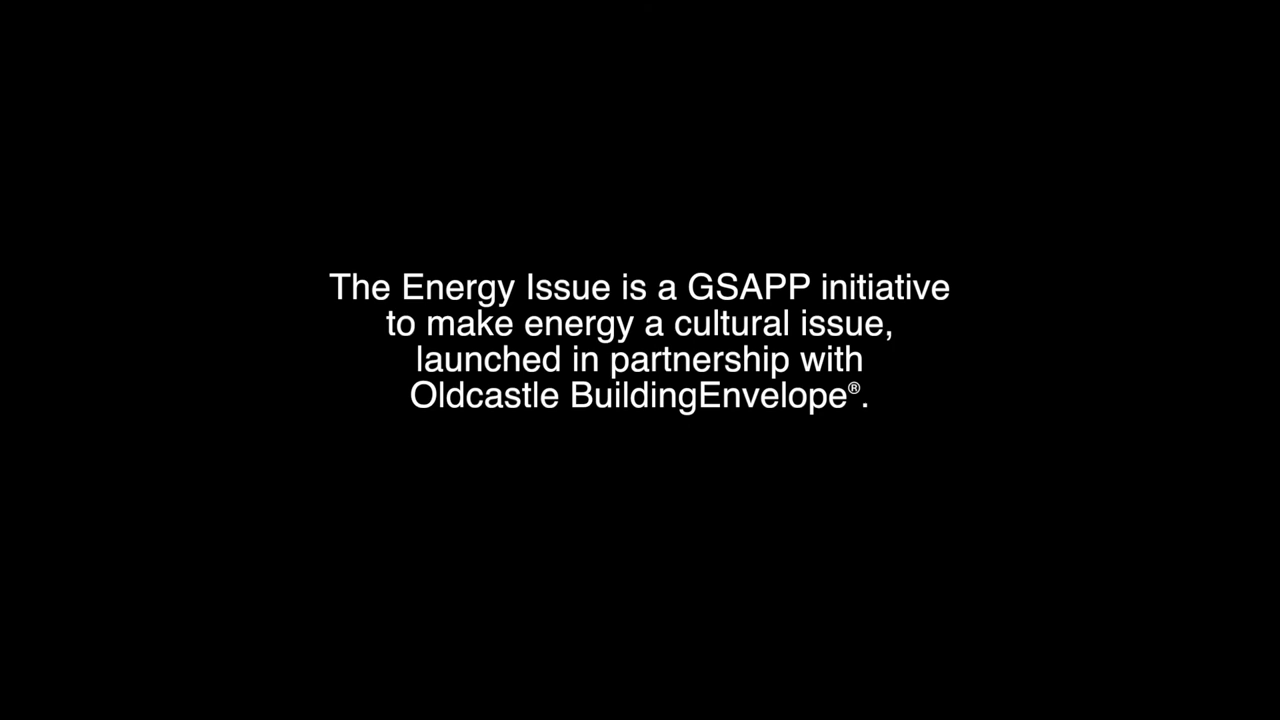 The Energy Issue is a GSAPP initiative
to make energy a cultural issue,
launched in partnership with
Oldcastle BuildingEnvelope®.